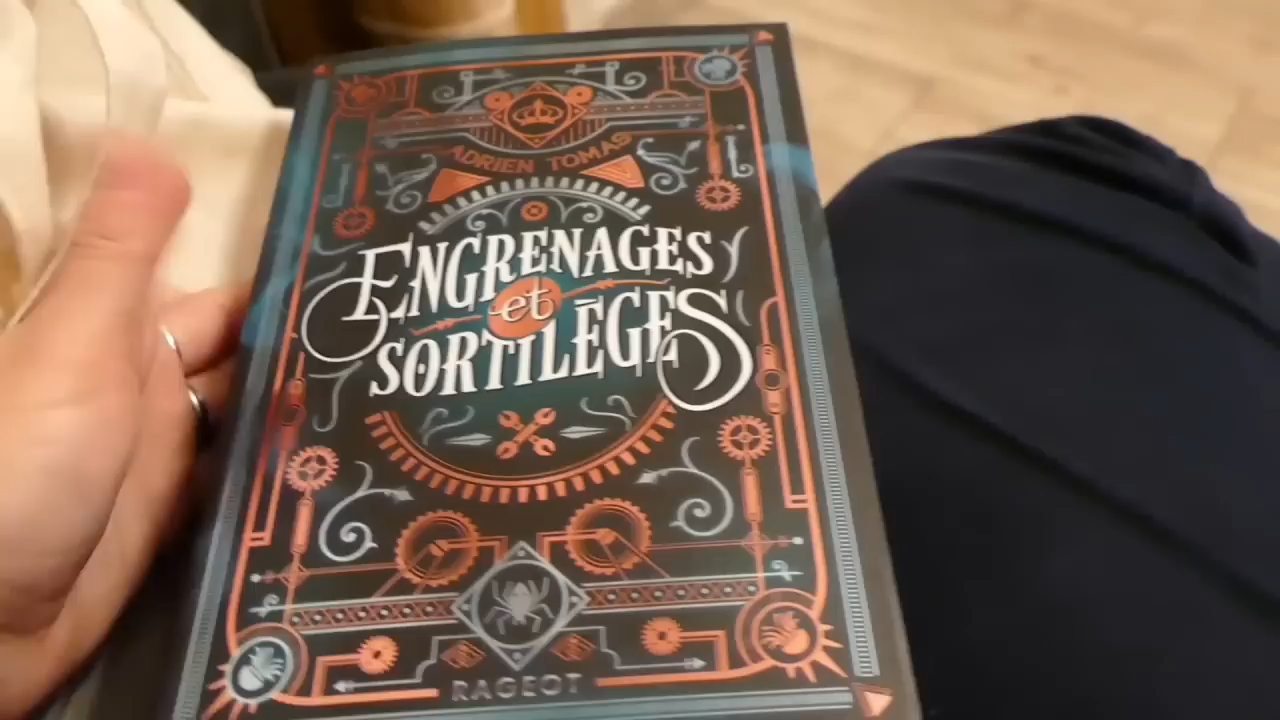 ADRIEN TOMAS
ENGRENAGES
et
SORTILÈGES
RAGEOT